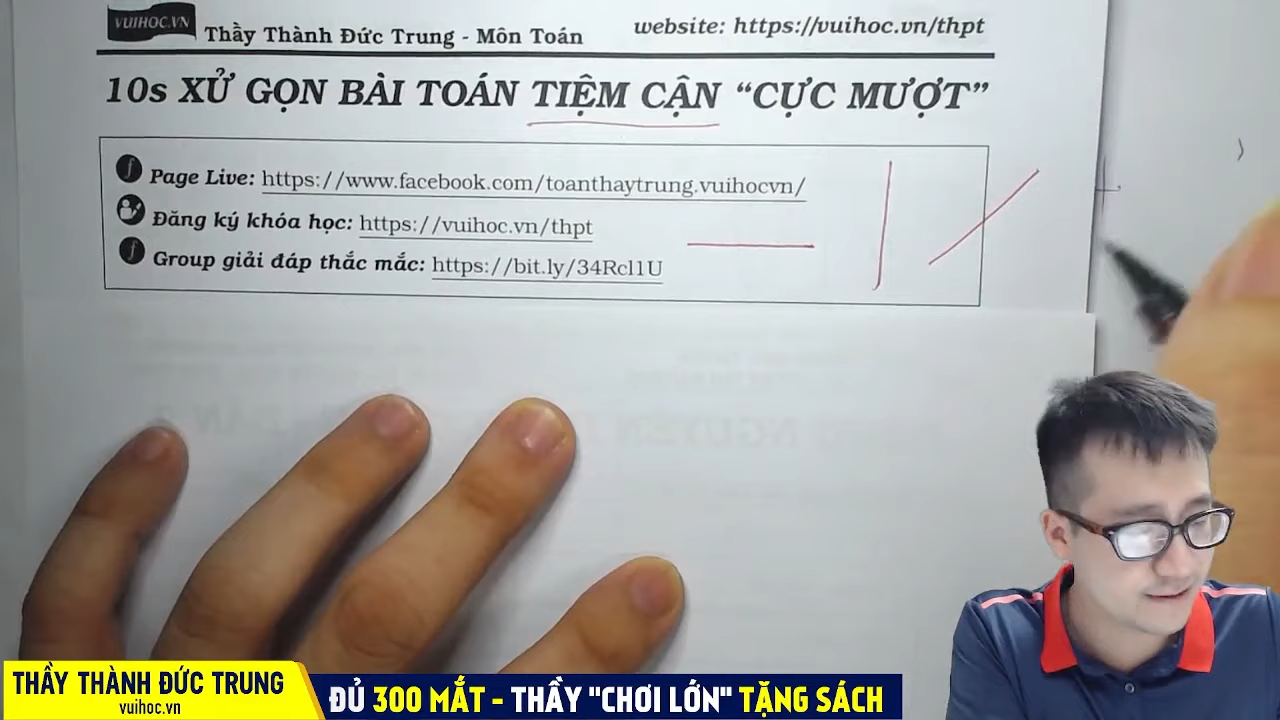 VUIHOC.VN
Thầy Thành Đức Trung - Môn Toán
website: https://vuihoc.vn/thpt
10s XỬ GỌN BÀI TOÁN TIỆM CẬN “CỰC MƯỢT”
Page Live: https://www.facebook.com/toanthaytrung.vuihocvn/
Đăng ký khóa học: https://vuihoc.vn/thpt
Group giải đáp thắc mắc: https://bit.ly/34Rcl1U
THẦY THÀNH ĐỨC TRUNG
vuihoc.vn
ĐỦ 300 MẮT - THẦY "CHƠI LỚN" TẶNG SÁCH